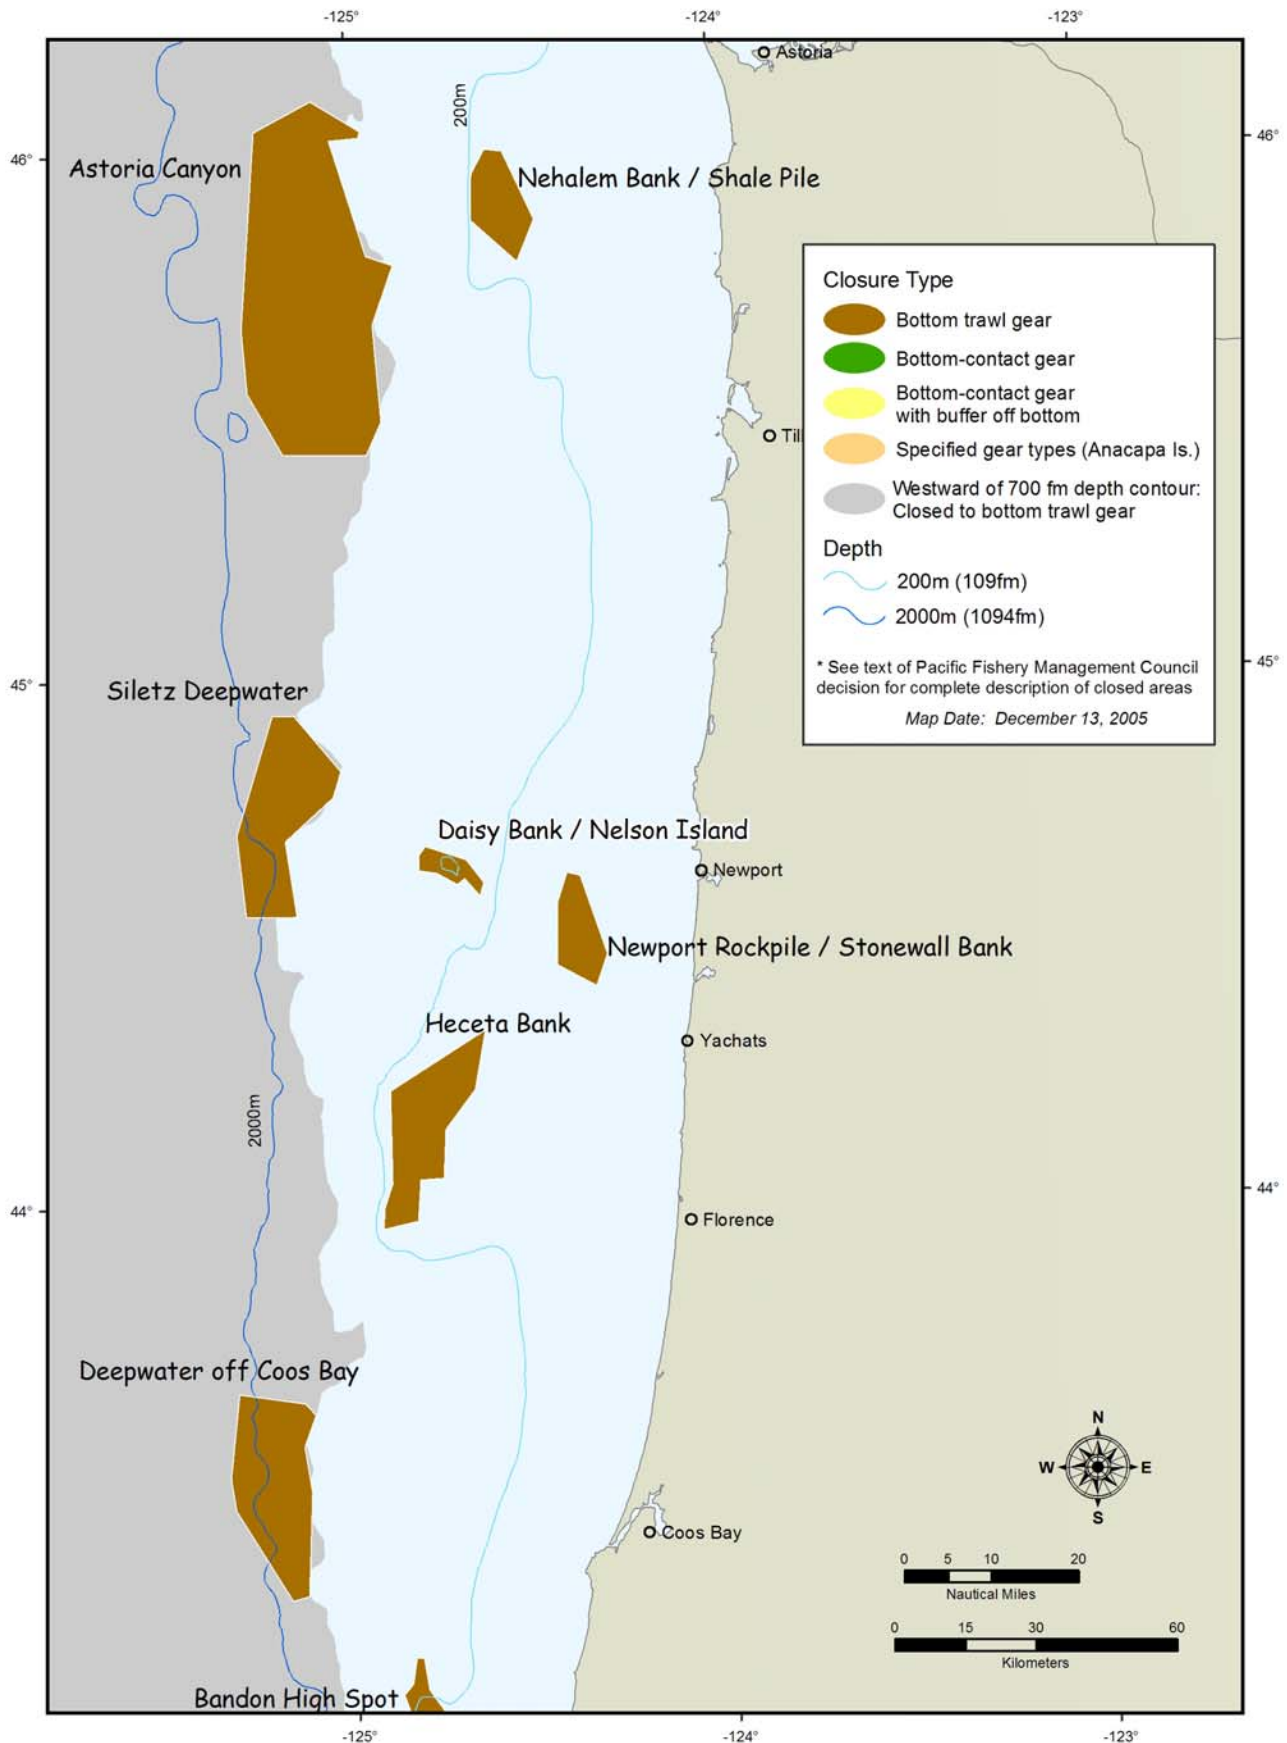 -125°
-124°
-123°
Astoria
200m
46°
46°
Astoria Canyon
Nehalem Bank / Shale Pile
Closure Type
Bottom trawl gear
Bottom-contact gear
Bottom-contact gear
with buffer off bottom
Till
Specified gear types (Anacapa Is.)
Westward of 700 fm depth contour:
Closed to bottom trawl gear
Depth
200m (109fm)
2000m (1094fm)
* See text of Pacific Fishery Management Council
decision for complete description of closed areas
Map Date: December 13, 2005
45°
45°
Siletz Deepwater
Daisy Bank / Nelson Island
Newport
Newport Rockpile / Stonewall Bank
Heceta Bank
Yachats
2000m
44°
44°
Florence
Deepwater off Coos Bay
N
W
E
S
Coos Bay
0 5 10 20
Nautical Miles
0 15 30 60
Kilometers
Bandon High Spot
-125°
-124°
-123°